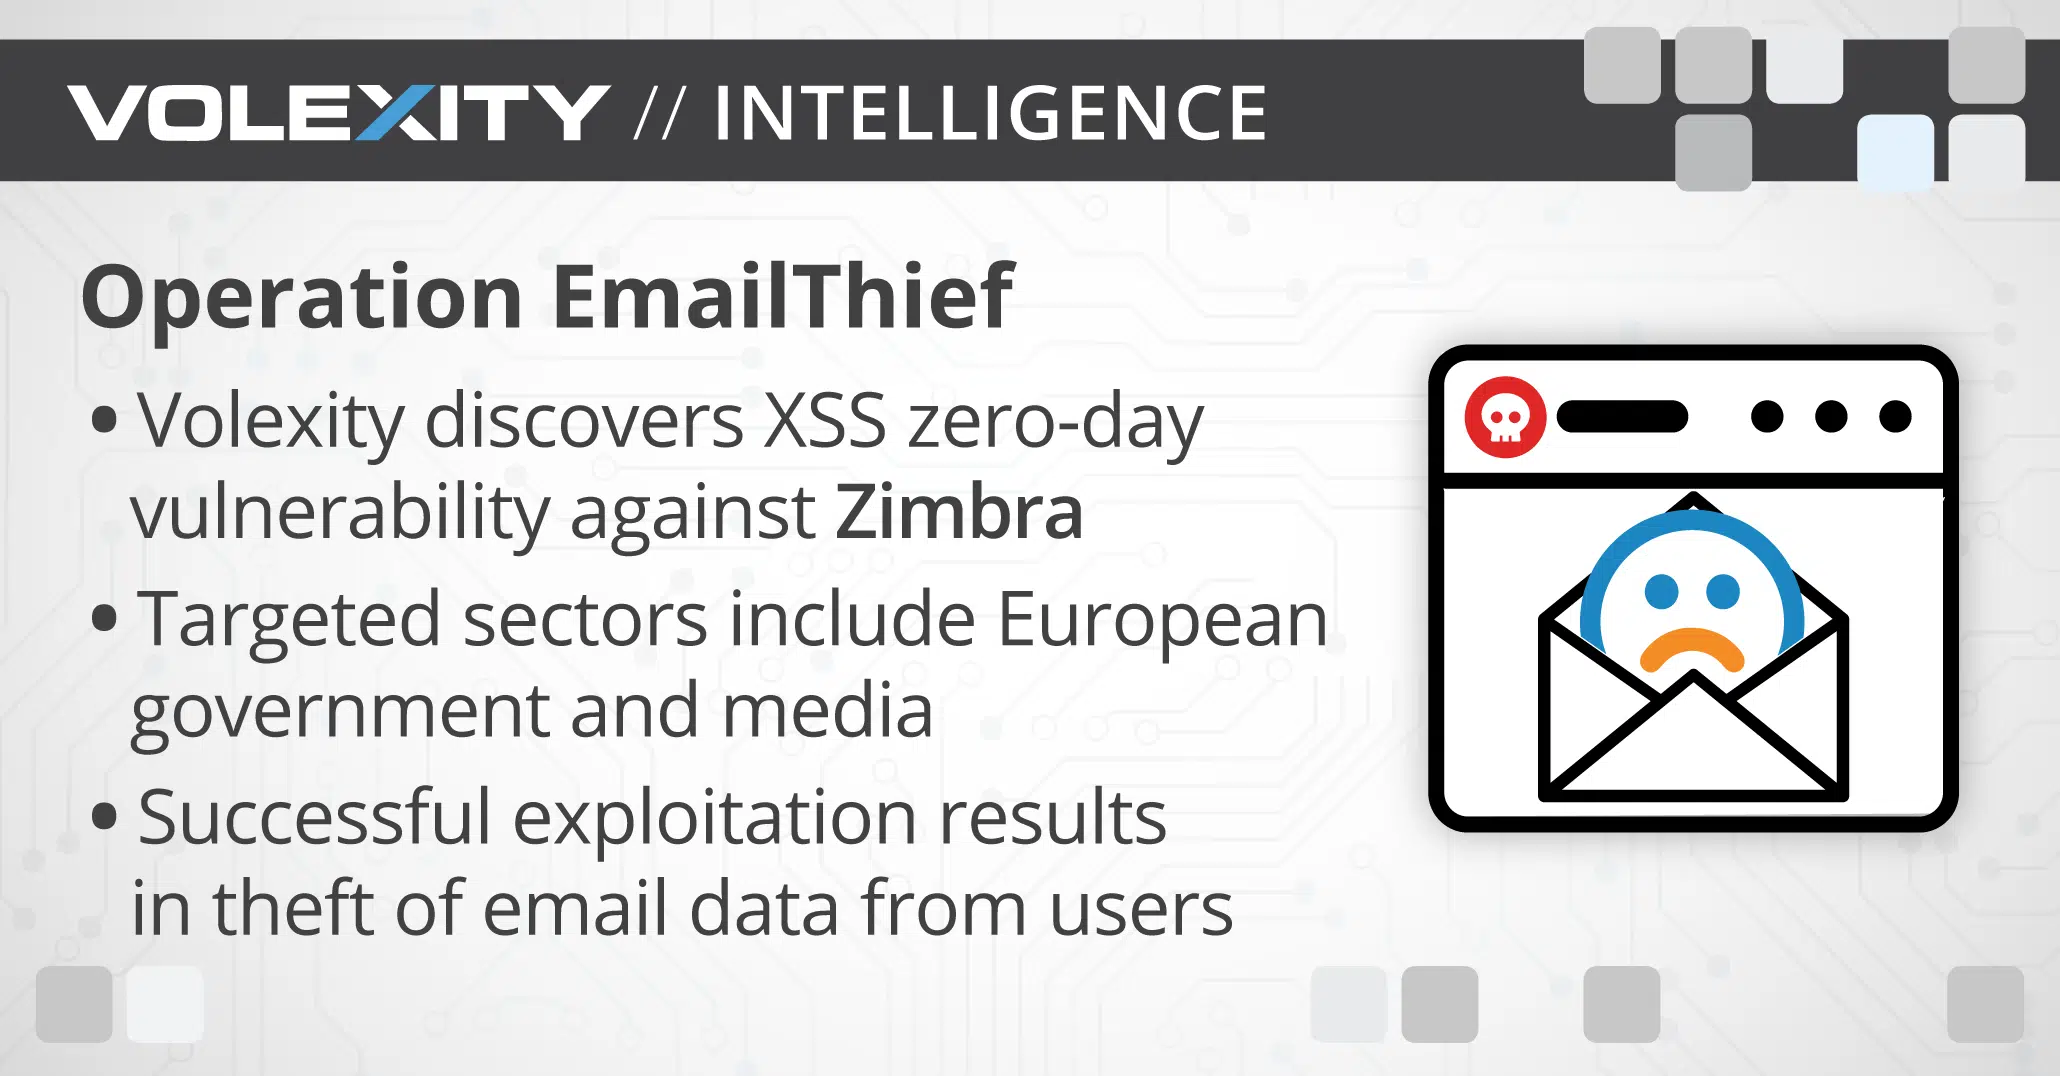 VOLEXITY // INTELLIGENCE
Operation EmailThief
• Volexity discovers XSS zero-day
vulnerability against Zimbra
• Targeted sectors include European
government and media
• Successful exploitation results
in theft of email data from users